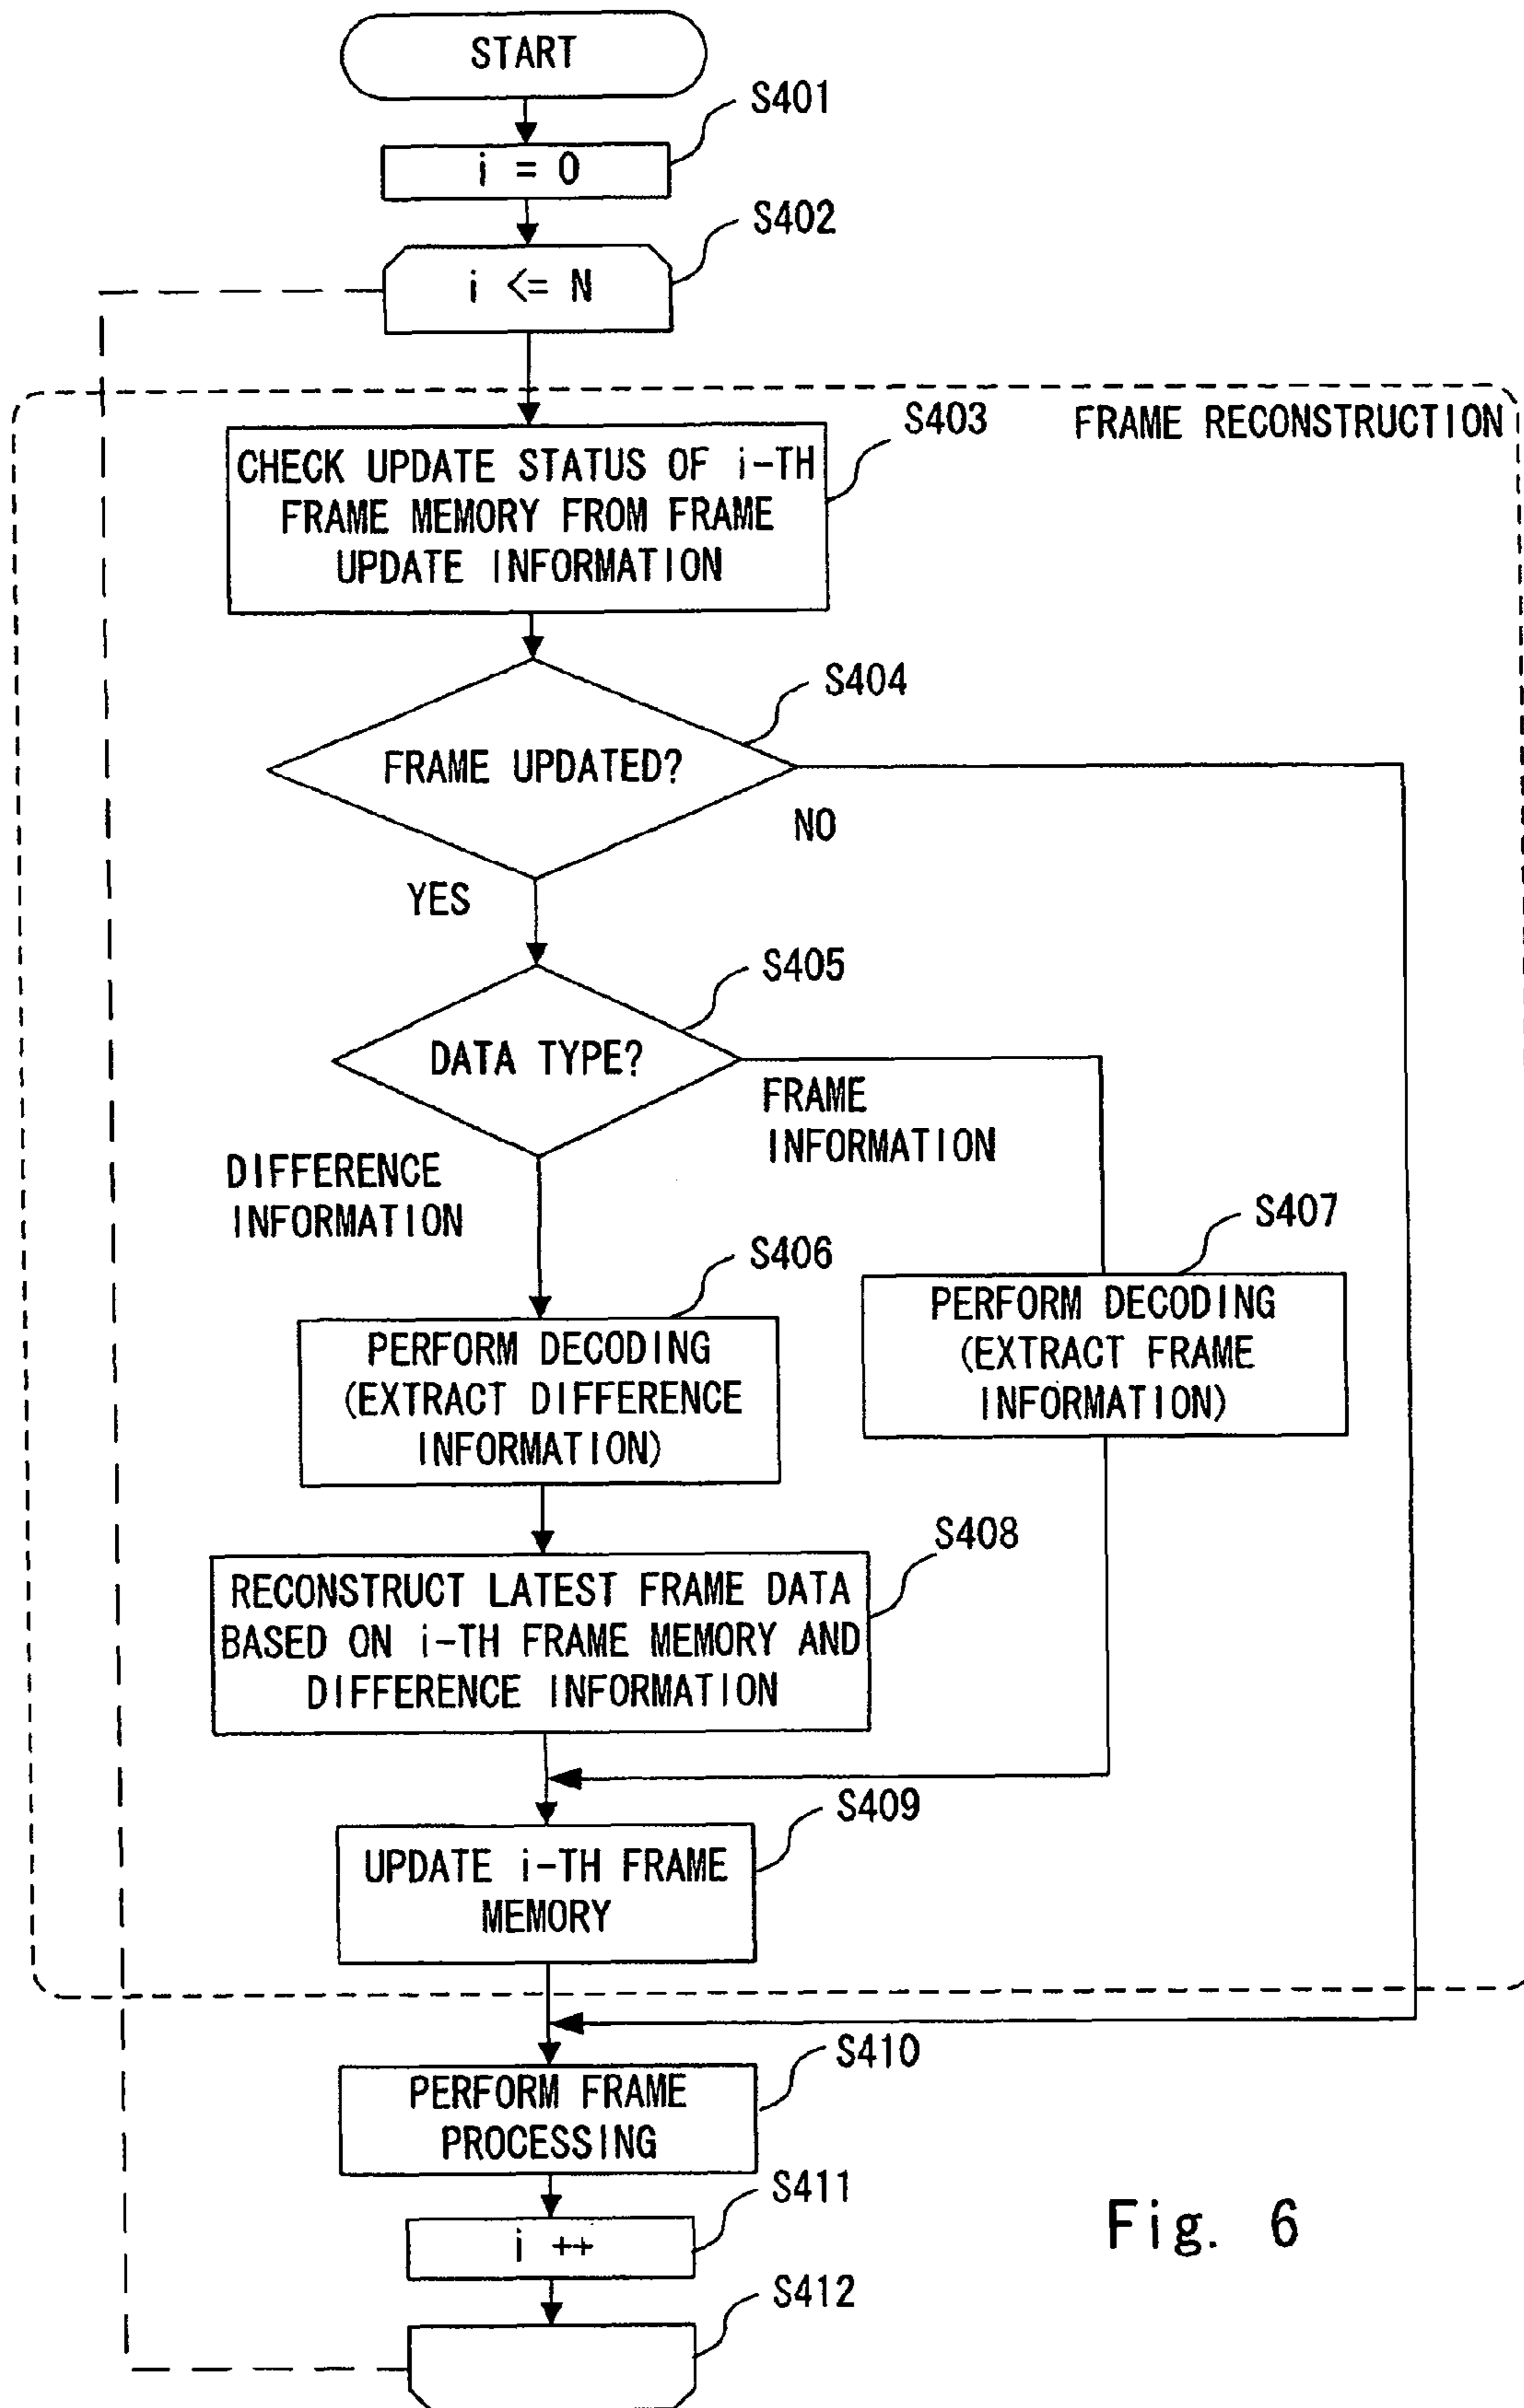 START
S401
i = 0
S402
i <= N
S403
FRAME RECONSTRUCTION
CHECK UPDATE STATUS OF i-TH
FRAME MEMORY FROM FRAME
UPDATE INFORMATION
S404
FRAME UPDATED?
NO
YES
S405
DATA TYPE?
FRAME
INFORMATION
DIFFERENCE
INFORMATION
S406
S407
PERFORM DECODING
(EXTRACT DIFFERENCE
INFORMATION)
PERFORM DECODING
(EXTRACT FRAME
INFORMATION)
S408
RECONSTRUCT LATEST FRAME DATA
BASED ON i-TH FRAME MEMORY AND
DIFFERENCE INFORMATION
S409
UPDATE i-TH FRAME
MEMORY
S410
PERFORM FRAME
PROCESSING
S411
i ++
S412
Fig. 6